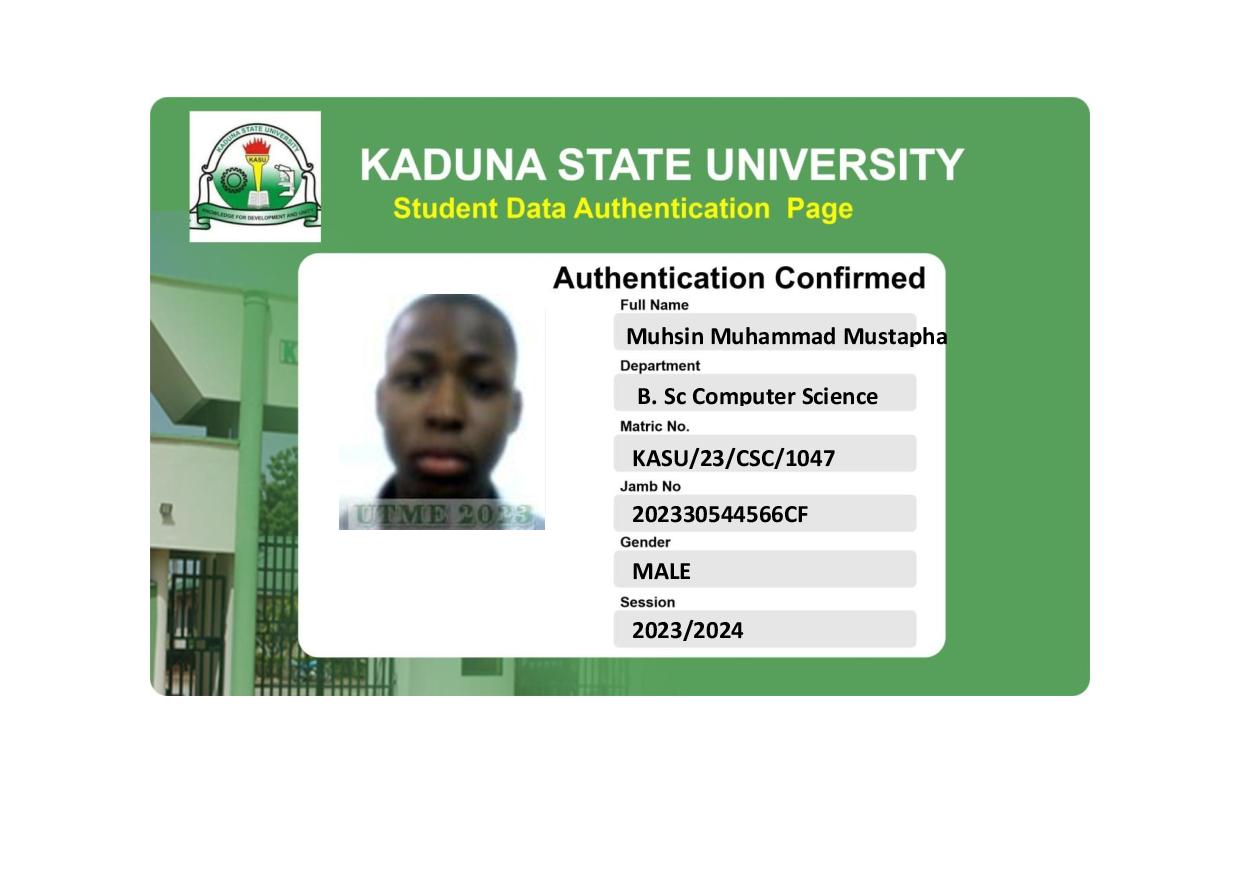 KADUNA STATE UNIVERSITY
KASU
KNOWLEDGE FOR DEVELOPMENT AND UNITY
KADUNA STATE UNIVERSITY
Student Data Authentication Page
Authentication Confirmed
Full Name
Muhsin Muhammad Mustapha
Department
B. Sc Computer Science
Matric No.
KASU/23/CSC/1047
Jamb No
202330544566CF
Gender
MALE
Session
2023/2024
UTME 2023